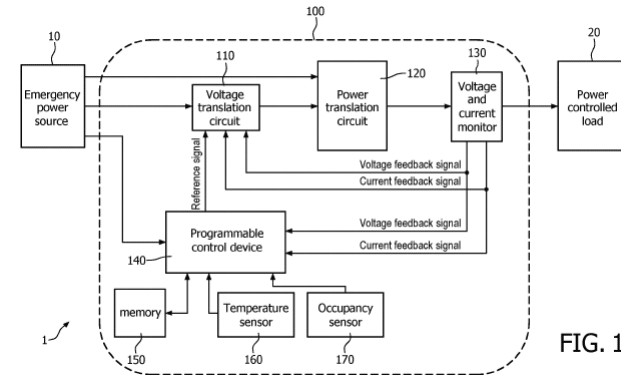 100
10
20
110
120
130
Emergency
power
source
Voltage
translation
circuit
Power
translation
circuit
Voltage
and
current
monitor
Power
controlled
load
Reference signal
Voltage feedback signal
Current feedback signal
Voltage feedback signal
Current feedback signal
Programmable
control device
140
memory
Temperature
sensor
Occupancy
sensor
150
160
170
1
FIG. 1